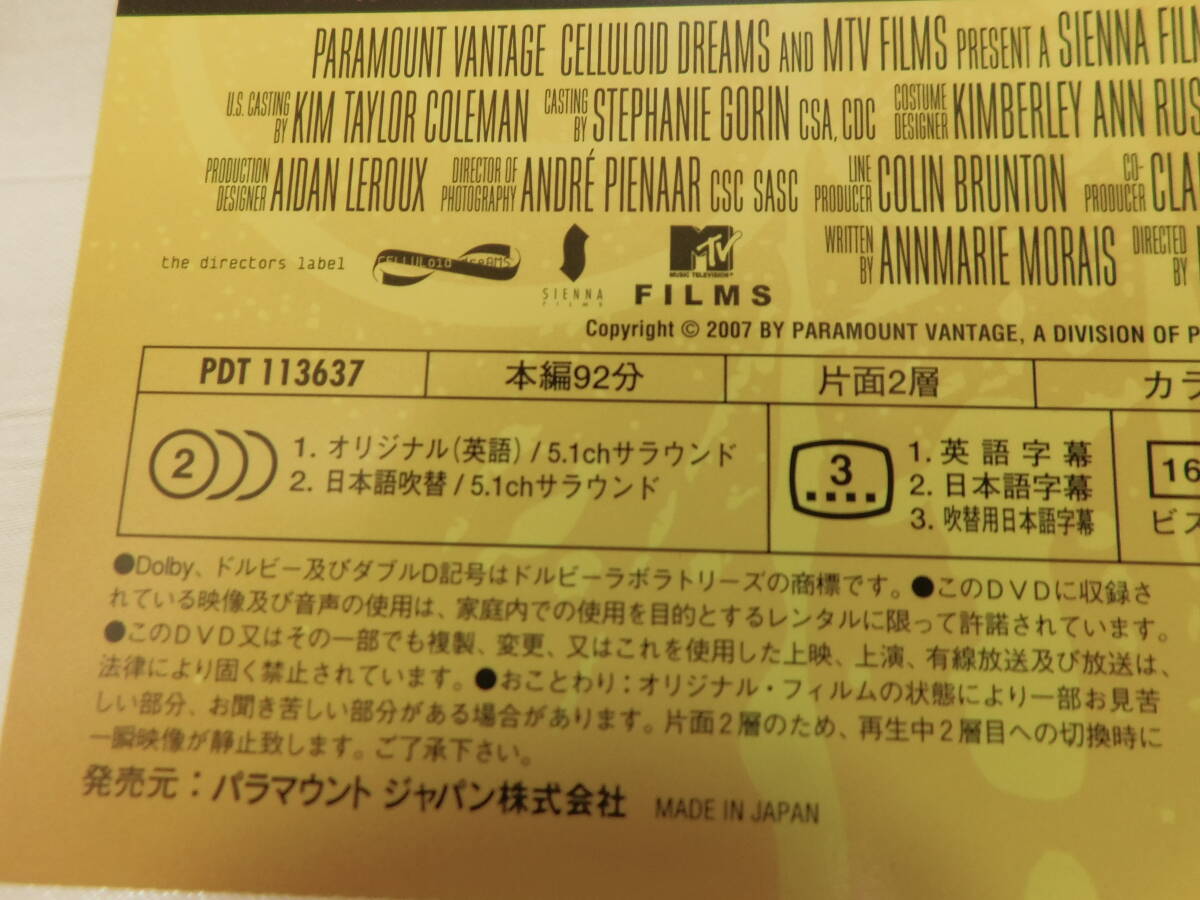 PARAMOUNT VANTAGE CELLULOID DREAMS AND MTV FILMS PRESENT A SIENNA FIL
U.S. CASTING BY KIM TAYLOR COLEMAN CASTING BY STEPHANIE GORIN CSA, CDC COSTUME DESIGNER KIMBERLEY ANN RUS
PRODUCTION DESIGNER AIDAN LEROUX DIRECTOR OF PHOTOGRAPHY ANDRÉ PIENAAR CSC SASC LINE PRODUCER COLIN BRUNTON CO-PRODUCER CLA
WRITTEN BY ANNMARIE MORAIS DIRECTED BY
the directors label CELLULOID DREAMS SIENNA FILMS MTV MUSIC TELEVISION® FILMS
Copyright © 2007 BY PARAMOUNT VANTAGE, A DIVISION OF P
PDT 113637 本編92分 片面2層 カラ
2 1. オリジナル(英語) / 5.1chサラウンド
2. 日本語吹替 / 5.1chサラウンド
3 1. 英語字幕
2. 日本語字幕
3. 吹替用日本語字幕
16
ビス
●Dolby、ドルビー及びダブルD記号はドルビーラボラトリーズの商標です。●このDVDに収録さ
れている映像及び音声の使用は、家庭内での使用を目的とするレンタルに限って許諾されています。
●このDVD又はその一部でも複製、変更、又はこれを使用した上映、上演、有線放送及び放送は、
法律により固く禁止されています。●おことわり：オリジナル・フィルムの状態により一部お見苦
しい部分、お聞き苦しい部分がある場合があります。片面2層のため、再生中2層目への切換時に
一瞬映像が静止致します。ご了承下さい。
発売元：パラマウント ジャパン株式会社 MADE IN JAPAN